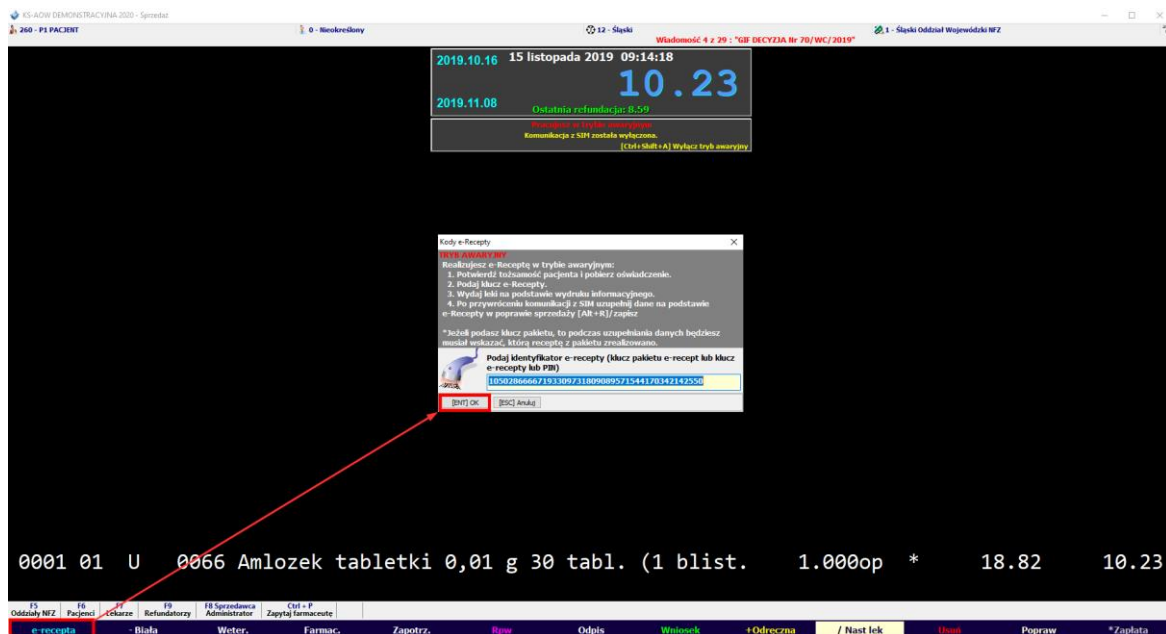 KS-AOW DEMONSTRACYJNA 2020 - Sprzedaż
260 - P1 PACJENT
0 - Nieokreślony
12 - Śląski
1 - Śląski Oddział Wojewódzki NFZ
Wiadomość 4 z 29 : "GIF DECYZJA Nr 70/WC/2019"
2019.10.16
15 listopada 2019 09:14:18
10.23
2019.11.08
Ostatnia refundacja: 8.59
Pracujesz w trybie awaryjnym
Komunikacja z SIM została wyłączona.
[Ctrl+Shift+A] Wyłącz tryb awaryjny
Kody e-Recepty
TRYB AWARYJNY
Realizujesz e-Receptę w trybie awaryjnym:
1. Potwierdź tożsamość pacjenta i pobierz oświadczenie.
2. Podaj klucz e-Recepty.
3. Wydaj leki na podstawie wydruku informacyjnego.
4. Po przywróceniu komunikacji z SIM uzupełnij dane na podstawie
e-Recepty w poprawie sprzedaży [Alt+R]/zapisz
*Jeżeli podasz klucz pakietu, to podczas uzupełniania danych będziesz
musiał wskazać, którą receptę z pakietu zrealizowano.
Podaj identyfikator e-recepty (klucz pakietu e-recept lub klucz
e-recepty lub PIN)
10502866667193309731809089571544170342142550
[ENT] OK [ESC] Anuluj
0001 01 U 0066 Amlozek tabletki 0,01 g 30 tabl. (1 blist. 1.000op * 18.82 10.23
F5 F6 F7 F9 F8 Sprzedawca Ctrl + P
Oddziały NFZ Pacjenci Lekarze Refundatorzy Administrator Zapytaj farmaceutę
e-recepta - Biała Weter. Farmac. Zapotrz. Rpw Odpis Wniosek +Odreczna / Nast lek Usuń Popraw *Zapłata